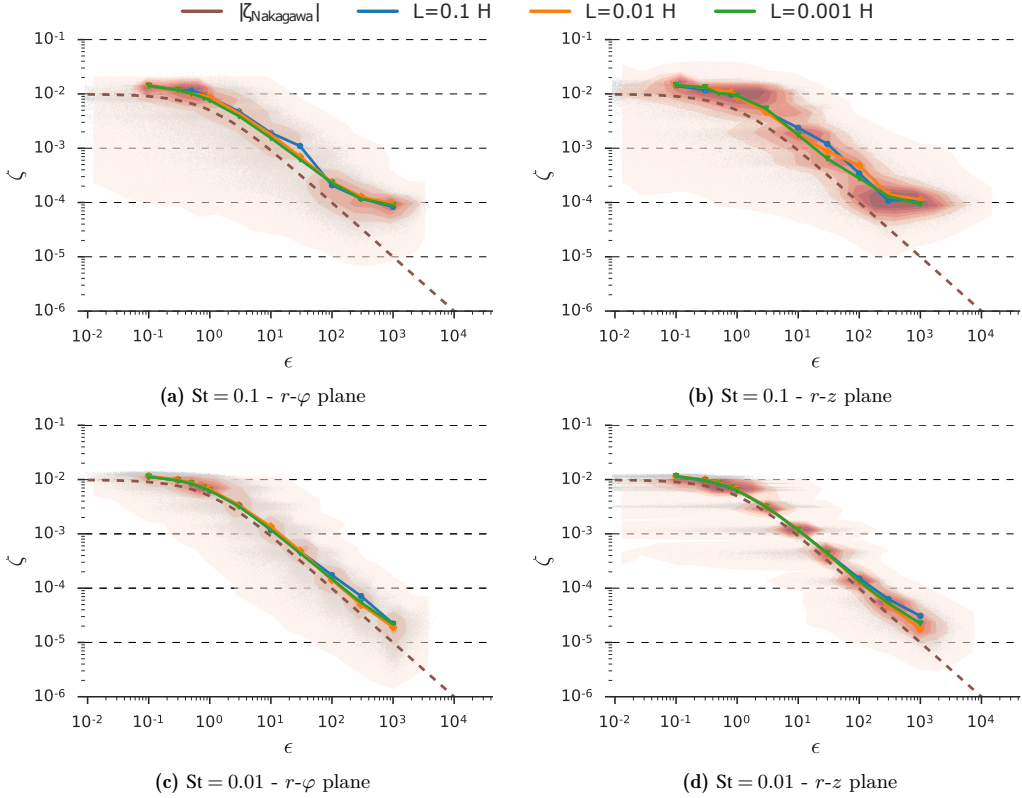 |ζNakagawa| L=0.1 H L=0.01 H L=0.001 H
10⁻¹ 10⁻¹
10⁻² 10⁻²
10⁻³ 10⁻³
ζ ζ
10⁻⁴ 10⁻⁴
10⁻⁵ 10⁻⁵
10⁻⁶ 10⁻⁶
10⁻² 10⁻¹ 10⁰ 10¹ 10² 10³ 10⁴ 10⁻² 10⁻¹ 10⁰ 10¹ 10² 10³ 10⁴
ϵ ϵ
(a) St = 0.1 - r-φ plane (b) St = 0.1 - r-z plane
10⁻¹ 10⁻¹
10⁻² 10⁻²
10⁻³ 10⁻³
ζ ζ
10⁻⁴ 10⁻⁴
10⁻⁵ 10⁻⁵
10⁻⁶ 10⁻⁶
10⁻² 10⁻¹ 10⁰ 10¹ 10² 10³ 10⁴ 10⁻² 10⁻¹ 10⁰ 10¹ 10² 10³ 10⁴
ϵ ϵ
(c) St = 0.01 - r-φ plane (d) St = 0.01 - r-z plane